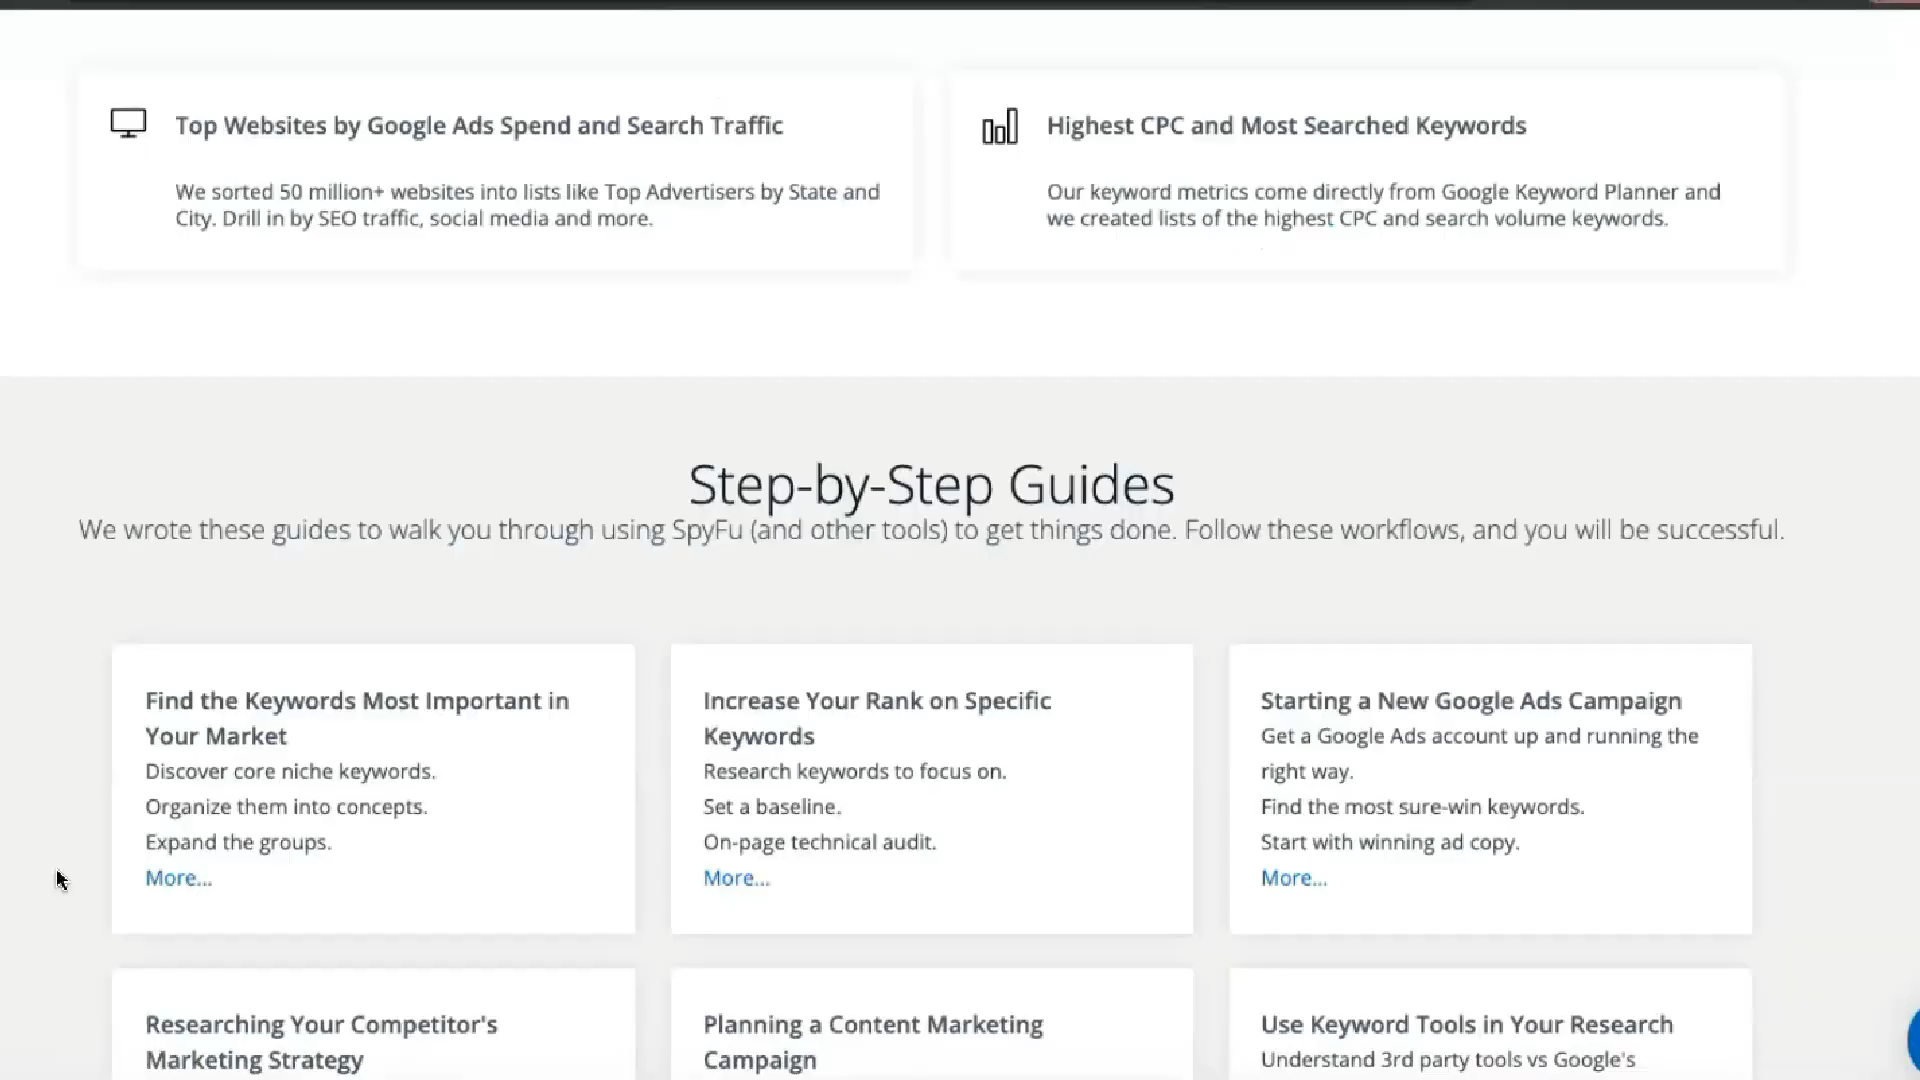 Top Websites by Google Ads Spend and Search Traffic
We sorted 50 million+ websites into lists like Top Advertisers by State and
City. Drill in by SEO traffic, social media and more.
Highest CPC and Most Searched Keywords
Our keyword metrics come directly from Google Keyword Planner and
we created lists of the highest CPC and search volume keywords.
Step-by-Step Guides
We wrote these guides to walk you through using SpyFu (and other tools) to get things done. Follow these workflows, and you will be successful.
Find the Keywords Most Important in
Your Market
Discover core niche keywords.
Organize them into concepts.
Expand the groups.
More...
Increase Your Rank on Specific
Keywords
Research keywords to focus on.
Set a baseline.
On-page technical audit.
More...
Starting a New Google Ads Campaign
Get a Google Ads account up and running the
right way.
Find the most sure-win keywords.
Start with winning ad copy.
More...
Researching Your Competitor's
Marketing Strategy
Planning a Content Marketing
Campaign
Use Keyword Tools in Your Research
Understand 3rd party tools vs Google's